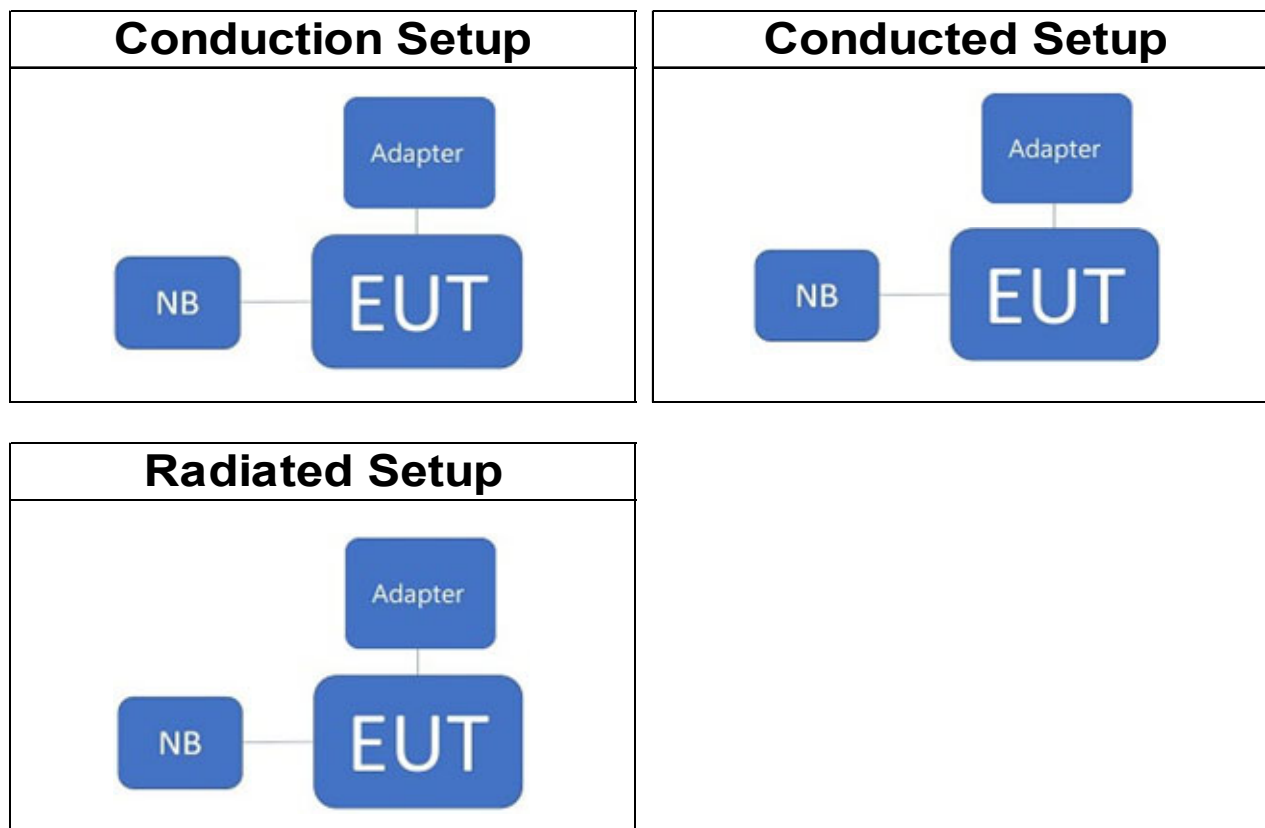 Conduction Setup
Adapter
NB
EUT
Conducted Setup
Adapter
NB
EUT
Radiated Setup
Adapter
NB
EUT